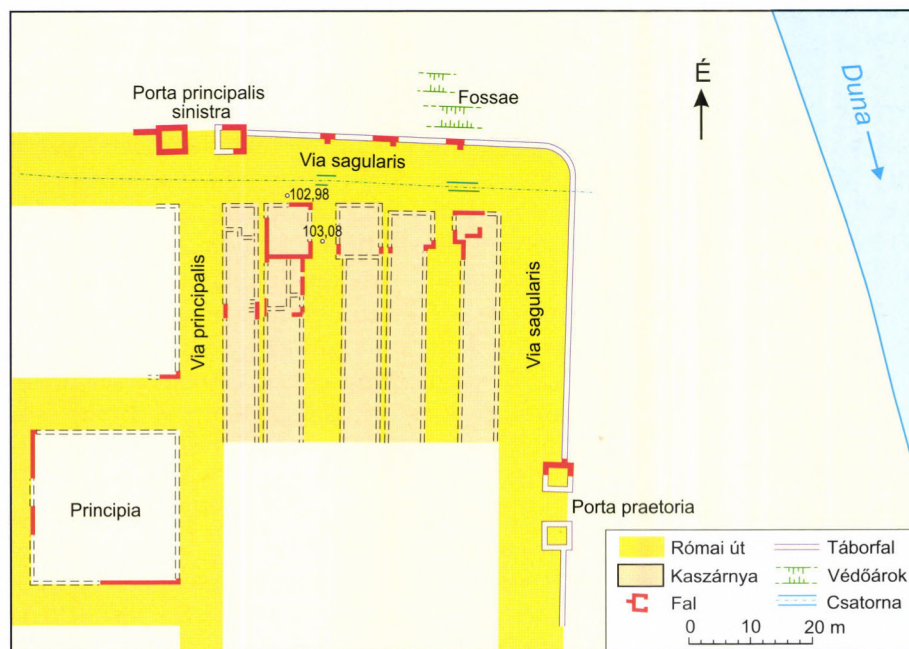 Porta principalis
sinistra
Fossae
É
Duna
Via sagularis
102,98
103,08
Via principalis
Via sagularis
Principia
Porta praetoria
Római út
Kaszárnya
Fal
Táborfal
Védőárok
Csatorna
0 10 20 m